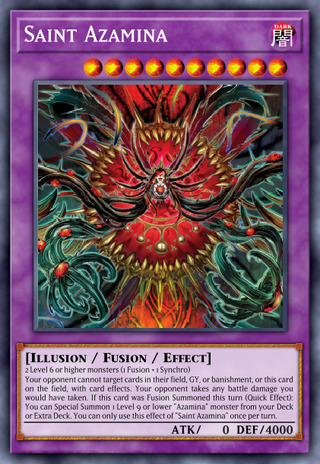 Saint Azamina
DARK
闇
[Illusion / Fusion / Effect]
2 Level 6 or higher monsters (1 Fusion + 1 Synchro)
Your opponent cannot target cards in their field, GY, or banishment, or this card
on the field, with card effects. Your opponent takes any battle damage you
would have taken. If this card was Fusion Summoned this turn (Quick Effect):
You can Special Summon 1 Level 9 or lower "Azamina" monster from your Deck
or Extra Deck. You can only use this effect of "Saint Azamina" once per turn.
ATK/ 0 DEF/4000